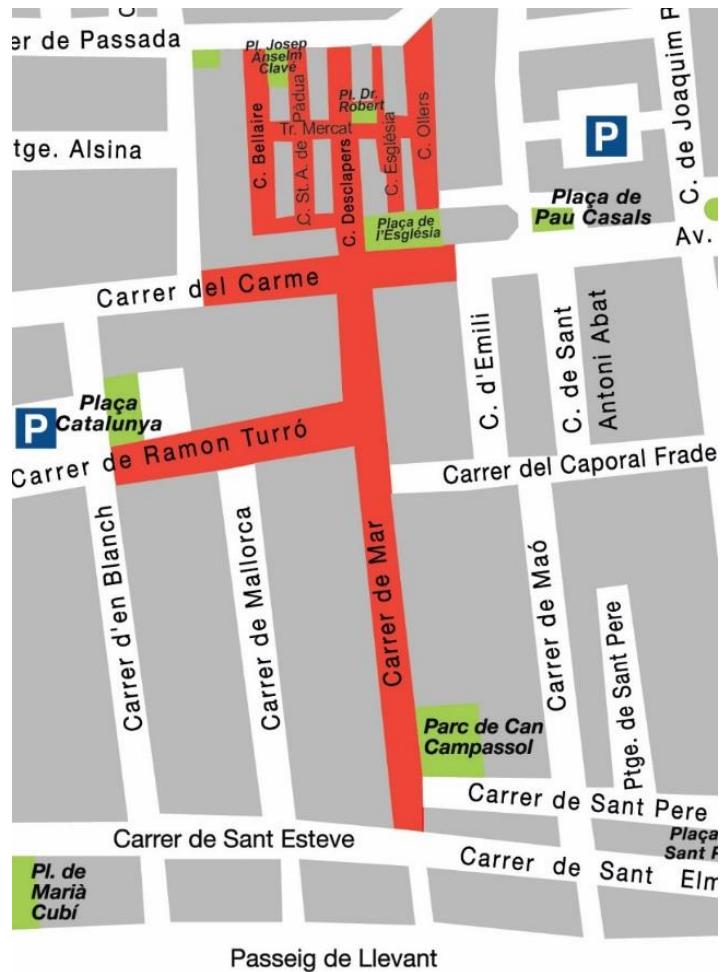 er de Passada
Pl. Josep
Anselm
Clavé
C. de Joaquim
tge. Alsina
C. Bellaire
C. St. A. de Pàdua
Tr. Mercat
C. Desclapers
Pl. Dr.
Robert
C. Església
C. Ollers
P
Plaça de
Pau Casals
Plaça de
l'Església
Av.
Carrer del Carme
C. d'Emili
C. de Sant
Antoni Abat
Plaça
Catalunya
P
Carrer de Ramon Turró
Carrer del Caporal Frade
Carrer d'en Blanch
Carrer de Mallorca
Carrer de Mar
Carrer de Maó
Ptge. de Sant Pere
Parc de Can
Campassol
Carrer de Sant Pere
Carrer de Sant Esteve
Plaça
Sant P
Carrer de Sant Elm
Pl. de
Marià
Cubí
Passeig de Llevant